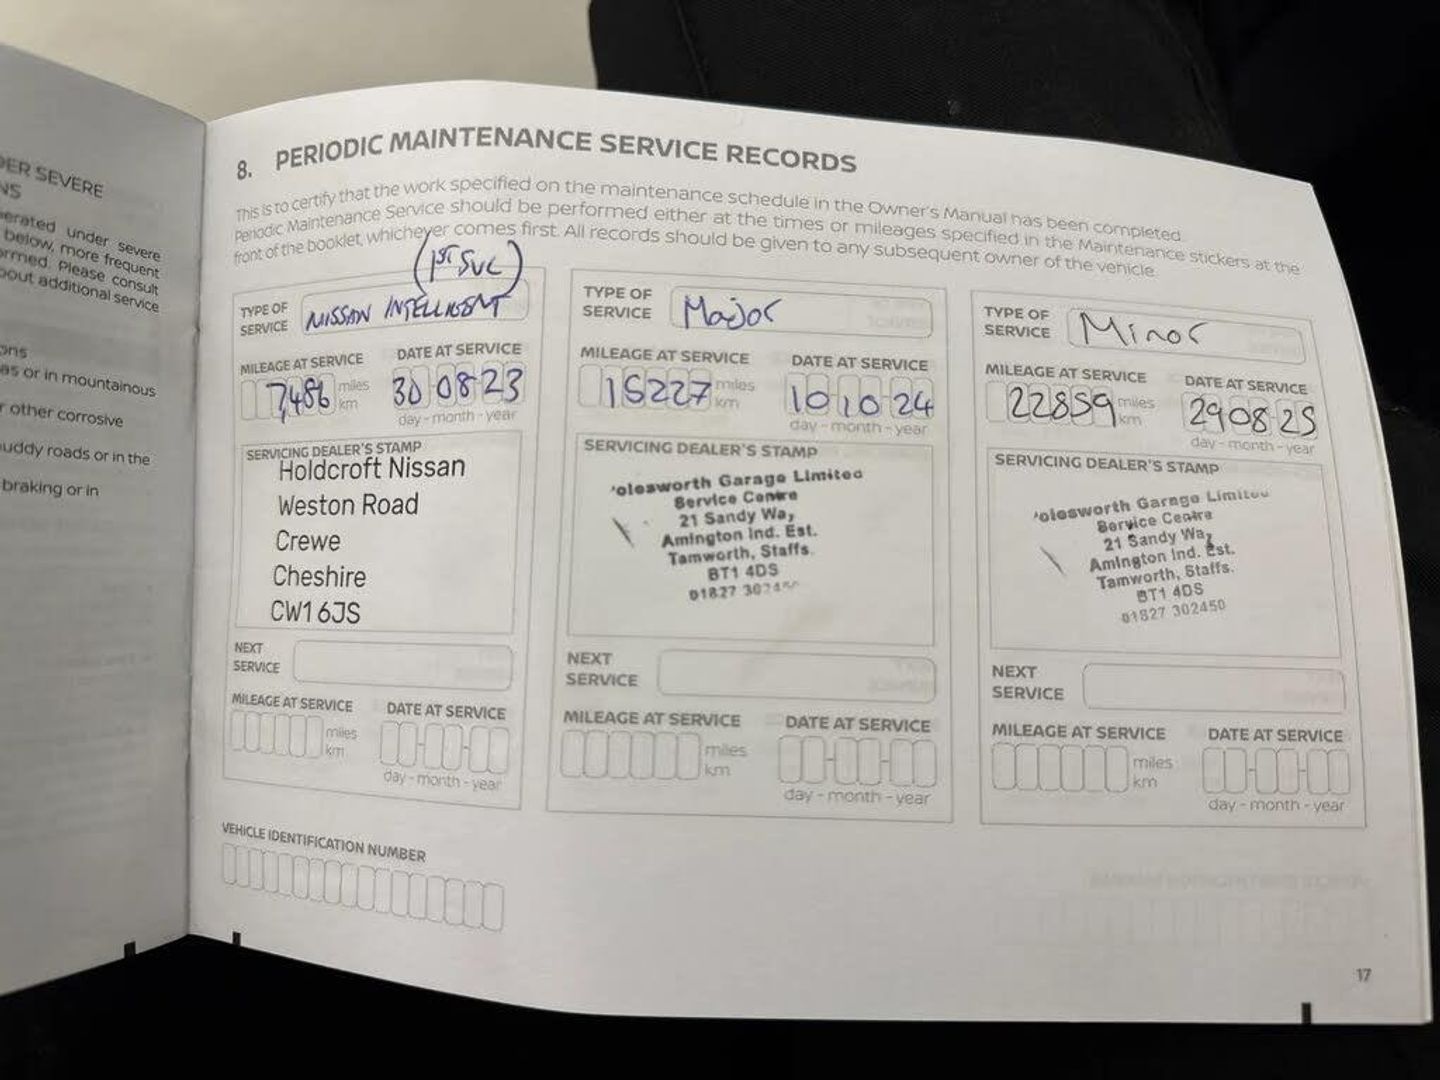 ER SEVERE
NS
erated under severe
below, more frequent
ormed. Please consult
bout additional service
ons
as or in mountainous
r other corrosive
uddy roads or in the
braking or in
8. PERIODIC MAINTENANCE SERVICE RECORDS
This is to certify that the work specified on the maintenance schedule in the Owner's Manual has been completed.
Periodic Maintenance Service should be performed either at the times or mileages specified in the Maintenance stickers at the
front of the booklet, whichever comes first. All records should be given to any subsequent owner of the vehicle.
(1ST SVC)
TYPE OF SERVICE NISSAN INTELLIGENT
MILEAGE AT SERVICE DATE AT SERVICE
7,486 miles km 30 08 23
day - month - year
SERVICING DEALER'S STAMP
Holdcroft Nissan
Weston Road
Crewe
Cheshire
CW1 6JS
NEXT SERVICE
MILEAGE AT SERVICE DATE AT SERVICE
miles km
day - month - year
TYPE OF SERVICE Major
MILEAGE AT SERVICE DATE AT SERVICE
15227 miles km 10 10 24
day - month - year
SERVICING DEALER'S STAMP
olesworth Garage Limited
Service Centre
21 Sandy Way
Amington Ind. Est.
Tamworth, Staffs.
BT1 4DS
01827 3024
NEXT SERVICE
MILEAGE AT SERVICE DATE AT SERVICE
miles km
day - month - year
TYPE OF SERVICE Minor
MILEAGE AT SERVICE DATE AT SERVICE
22859 miles km 29 08 25
day - month - year
SERVICING DEALER'S STAMP
olesworth Garage Limited
Service Centre
21 Sandy Way
Amington Ind. Est.
Tamworth, Staffs.
BT1 4DS
01827 302450
NEXT SERVICE
MILEAGE AT SERVICE DATE AT SERVICE
miles km
day - month - year
VEHICLE IDENTIFICATION NUMBER
17